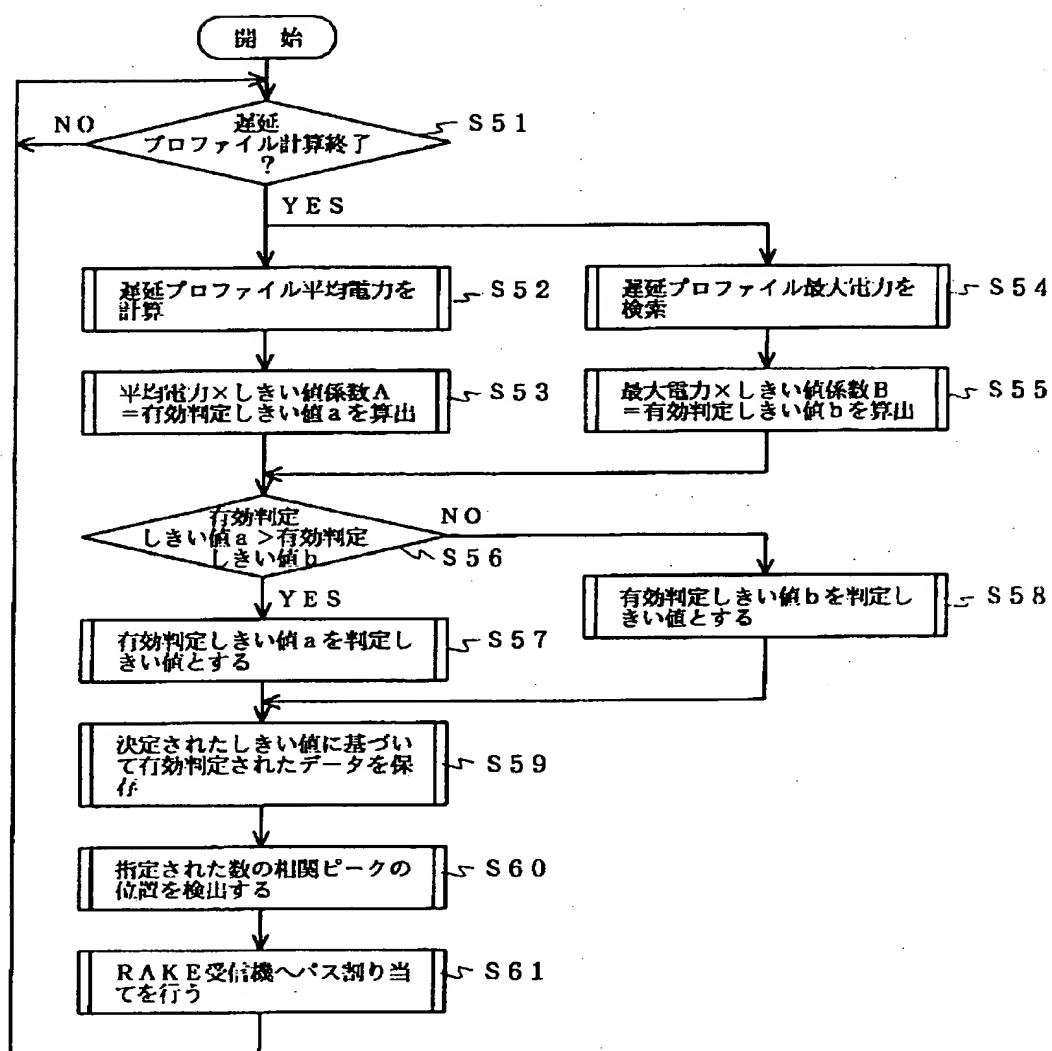 開 始
NO
遅延
プロファイル計算終了
?
S51
YES
遅延プロファイル平均電力を
計算
S52
遅延プロファイル最大電力を
検索
S54
平均電力×しきい値係数A
=有効判定しきい値aを算出
S53
最大電力×しきい値係数B
=有効判定しきい値bを算出
S55
有効判定
しきい値a>有効判定
しきい値b
NO
S56
YES
有効判定しきい値bを判定し
きい値とする
S58
有効判定しきい値aを判定し
きい値とする
S57
決定されたしきい値に基づい
て有効判定されたデータを保
存
S59
指定された数の相関ピークの
位置を検出する
S60
RAKE受信機へパス割り当
てを行う
S61